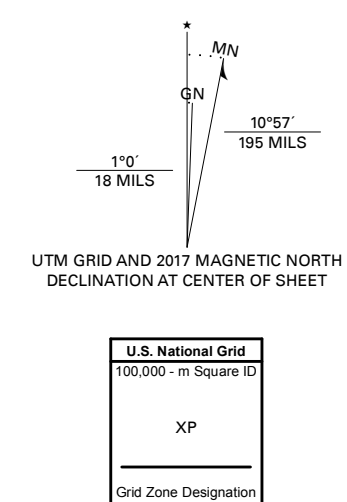 MN
GN
10°57´
195 MILS
1°0´
18 MILS
UTM GRID AND 2017 MAGNETIC NORTH
DECLINATION AT CENTER OF SHEET
U.S. National Grid
100,000 - m Square ID
XP
Grid Zone Designation